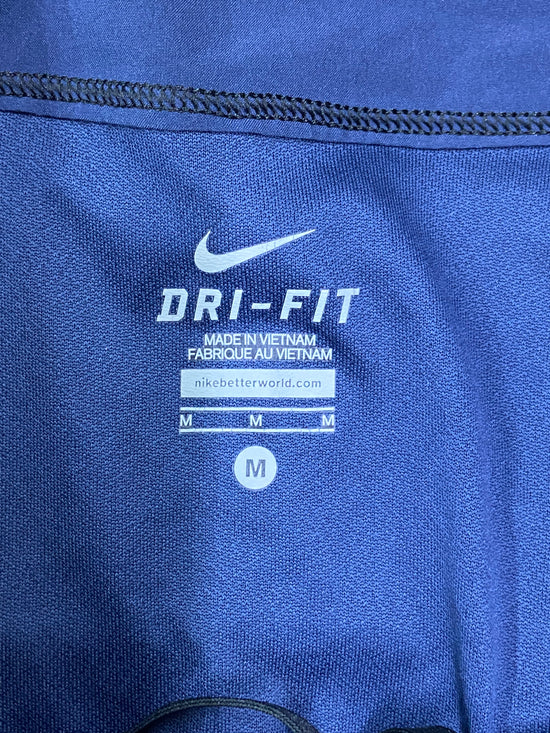 DRI-FIT
MADE IN VIETNAM
FABRIQUE AU VIETNAM
nikebetterworld.com
M M M
M